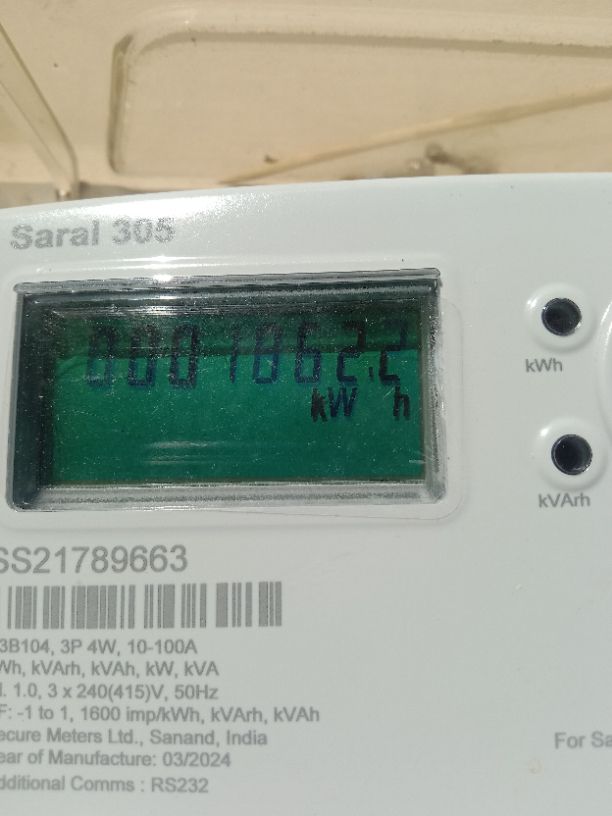 Saral 305
0001862.2
kW h
kWh
kVArh
SS21789663
3B104, 3P 4W, 10-100A
Wh, kVArh, kVAh, kW, kVA
l. 1.0, 3 x 240(415)V, 50Hz
F: -1 to 1, 1600 imp/kWh, kVArh, kVAh
ecure Meters Ltd., Sanand, India
ear of Manufacture: 03/2024
dditional Comms : RS232
For Sa